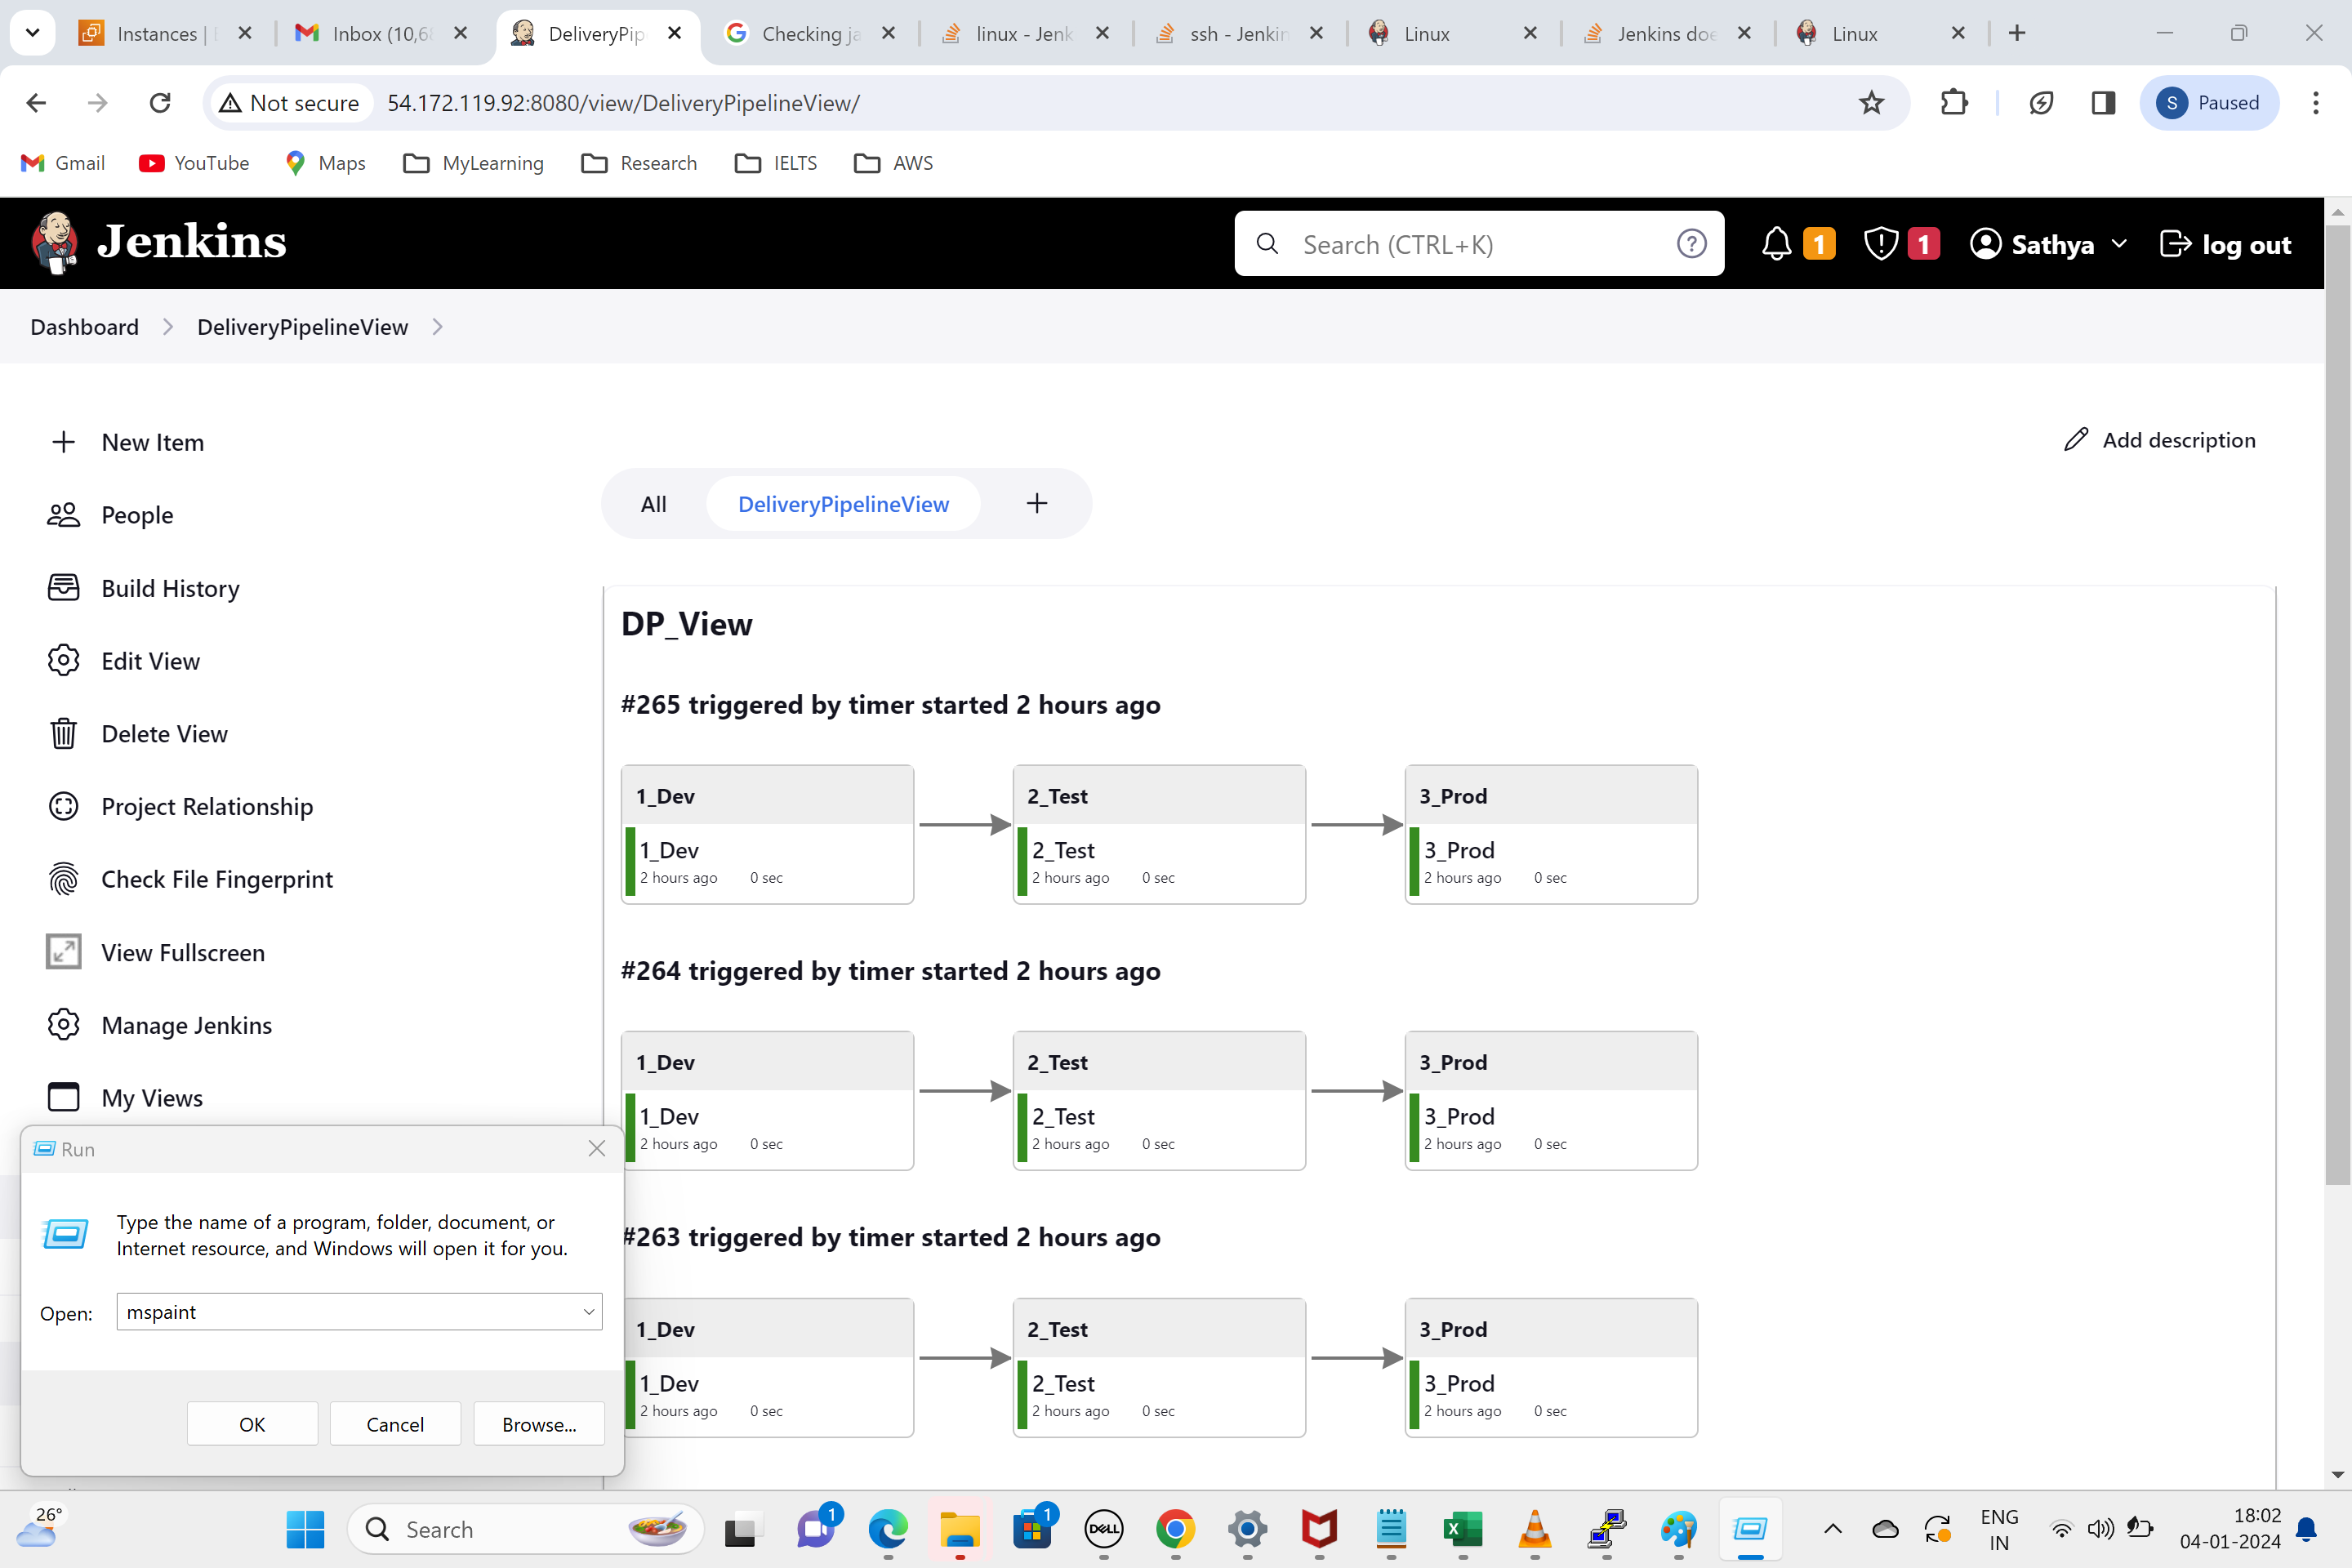 Instances |
Inbox (10,6
DeliveryPip
Checking ja
linux - Jenk
ssh - Jenkin
Linux
Jenkins doe
Linux
Not secure
54.172.119.92:8080/view/DeliveryPipelineView/
S
Paused
Gmail
YouTube
Maps
MyLearning
Research
IELTS
AWS
Jenkins
Search (CTRL+K)
1
1
Sathya
log out
Dashboard
DeliveryPipelineView
New Item
People
Build History
Edit View
Delete View
Project Relationship
Check File Fingerprint
View Fullscreen
Manage Jenkins
My Views
Add description
All
DeliveryPipelineView
DP_View
#265 triggered by timer started 2 hours ago
1_Dev
1_Dev
2 hours ago 0 sec
2_Test
2_Test
2 hours ago 0 sec
3_Prod
3_Prod
2 hours ago 0 sec
#264 triggered by timer started 2 hours ago
1_Dev
1_Dev
2 hours ago 0 sec
2_Test
2_Test
2 hours ago 0 sec
3_Prod
3_Prod
2 hours ago 0 sec
#263 triggered by timer started 2 hours ago
1_Dev
1_Dev
2 hours ago 0 sec
2_Test
2_Test
2 hours ago 0 sec
3_Prod
3_Prod
2 hours ago 0 sec
Run
Type the name of a program, folder, document, or
Internet resource, and Windows will open it for you.
Open:
mspaint
OK
Cancel
Browse...
26°
Search
1
1
DELL
ENG
IN
18:02
04-01-2024